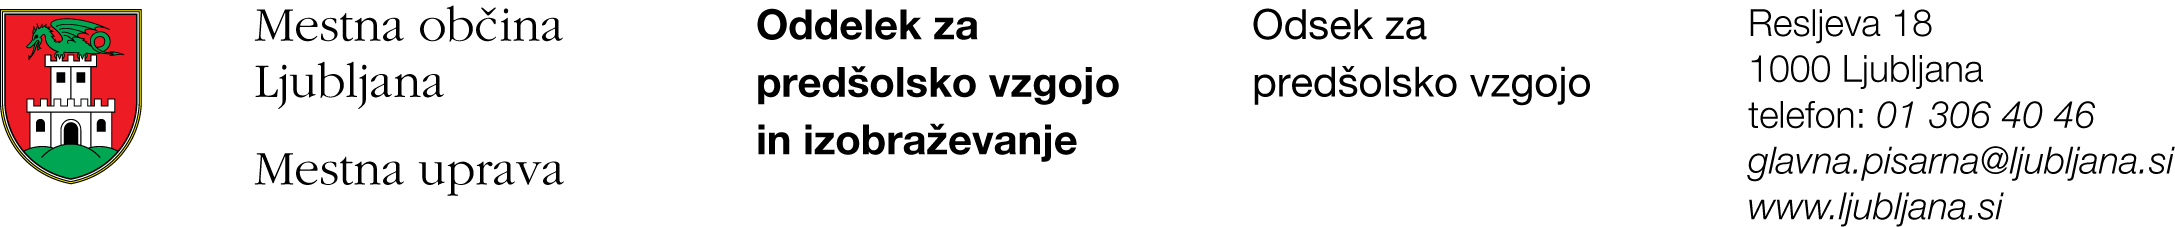 Mestna občina
Ljubljana
Mestna uprava
Oddelek za
predšolsko vzgojo
in izobraževanje
Odsek za
predšolsko vzgojo
Resljeva 18
1000 Ljubljana
telefon: 01 306 40 46
glavna.pisarna@ljubljana.si
www.ljubljana.si